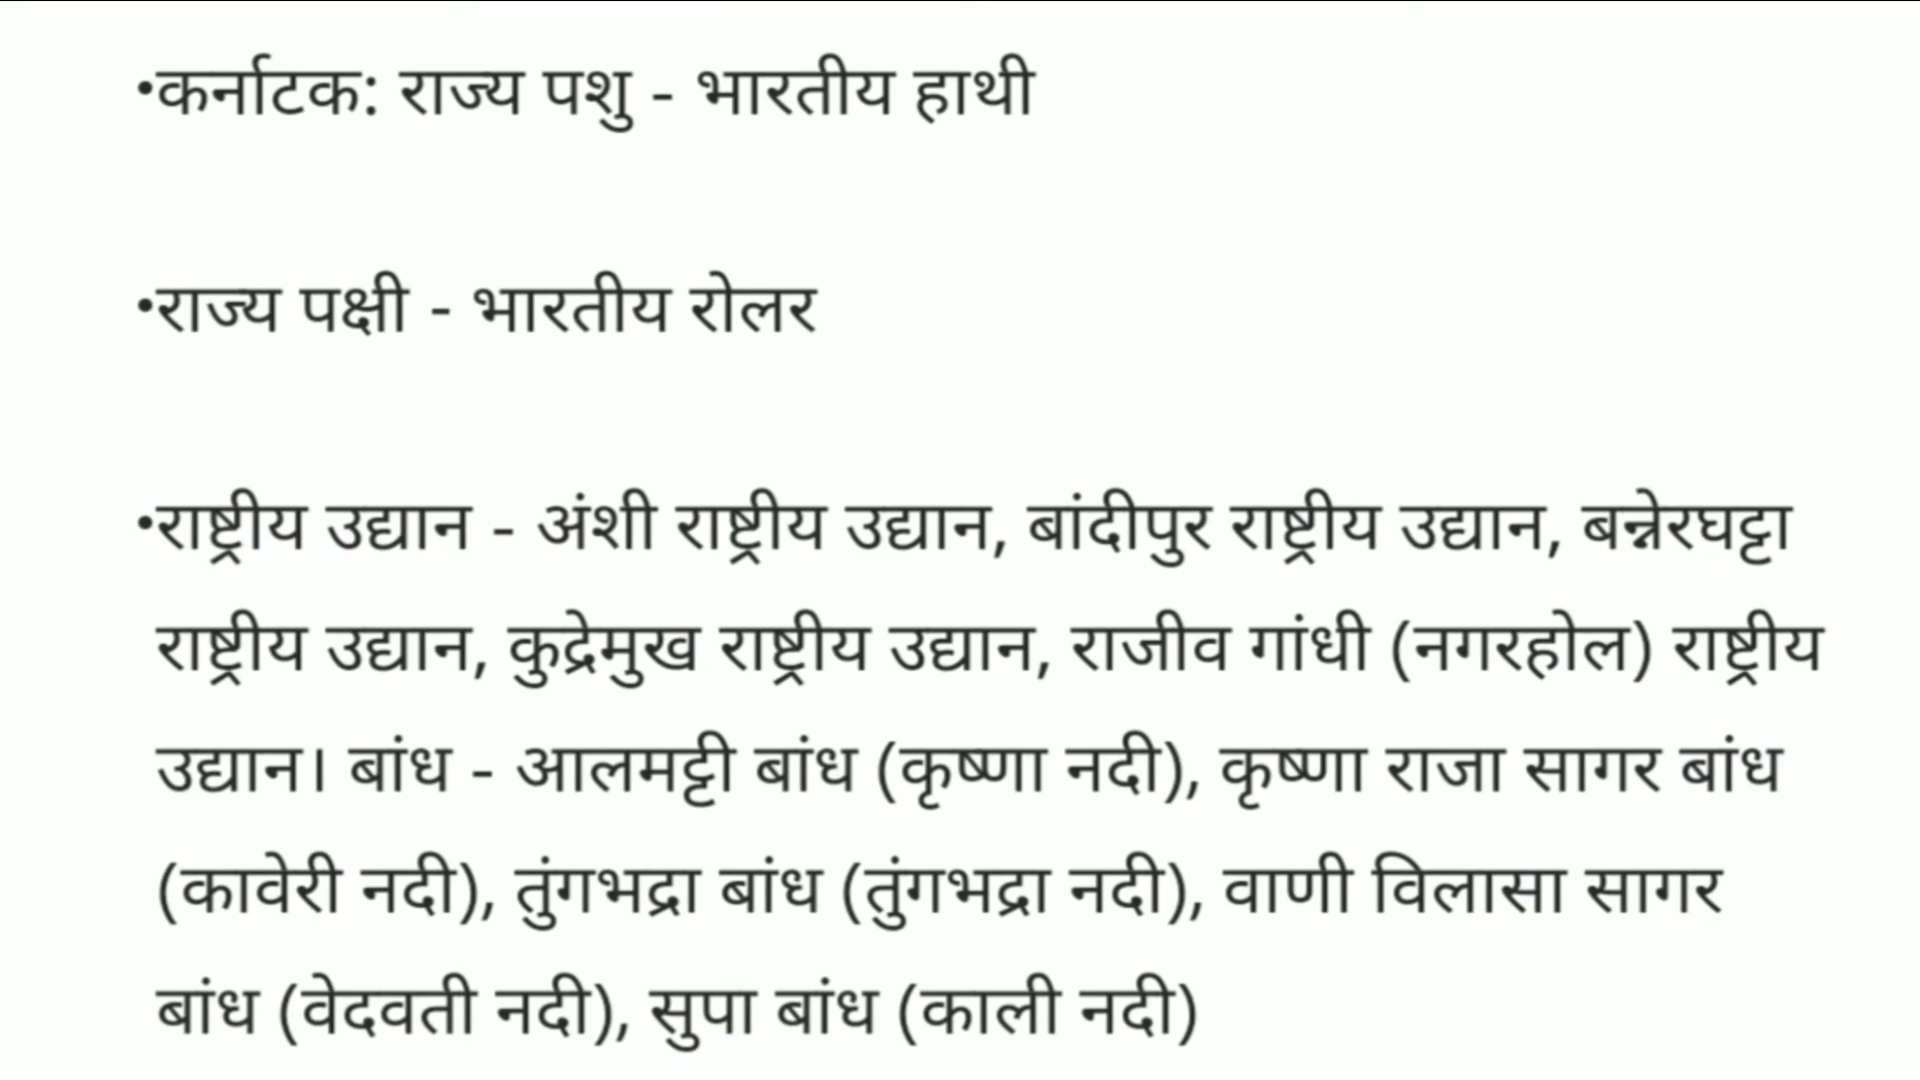 •कर्नाटक: राज्य पशु - भारतीय हाथी
•राज्य पक्षी - भारतीय रोलर
•राष्ट्रीय उद्यान - अंशी राष्ट्रीय उद्यान, बांदीपुर राष्ट्रीय उद्यान, बन्नेरघट्टा
राष्ट्रीय उद्यान, कुद्रेमुख राष्ट्रीय उद्यान, राजीव गांधी (नगरहोल) राष्ट्रीय
उद्यान। बांध - आलमट्टी बांध (कृष्णा नदी), कृष्णा राजा सागर बांध
(कावेरी नदी), तुंगभद्रा बांध (तुंगभद्रा नदी), वाणी विलासा सागर
बांध (वेदवती नदी), सुपा बांध (काली नदी)